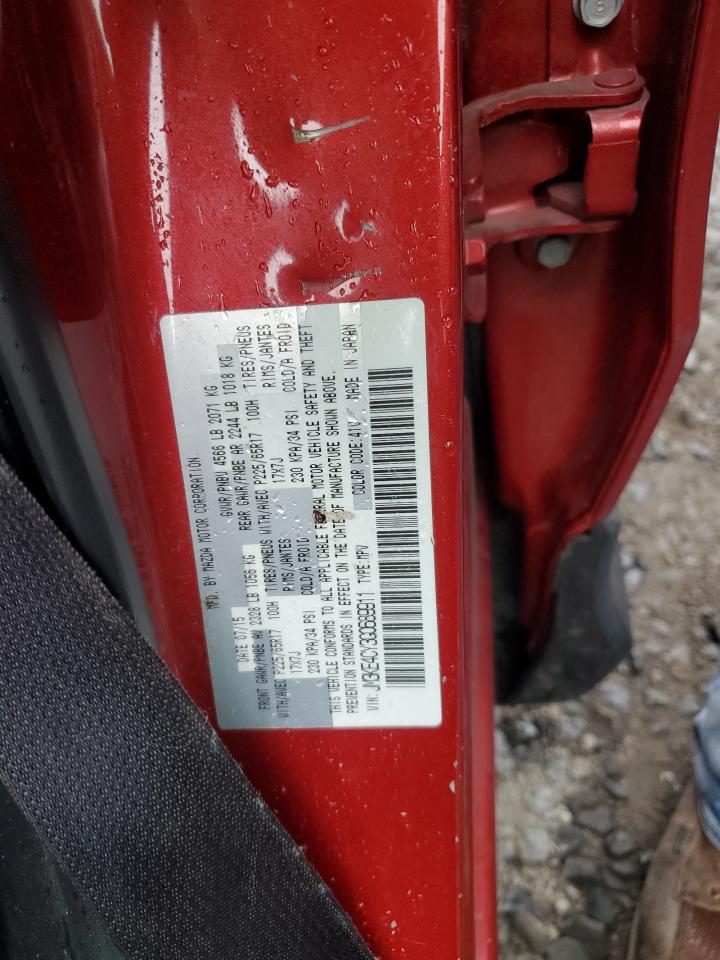 MFD. BY MAZDA MOTOR CORPORATION.
DATE 07/15 GVWR/PNBV 4566 LB 2071 KG
FRONT GAWR/PNBE AV 2328 LB 1056 KG REAR GAWR/PNBE AR 2244 LB 1018 KG
TIRES/PNEUS TIRES/PNEUS
WITH/AVEC P225/65R17 100H RIMS/JANTES WITH/AVEC P225/65R17 100H RIMS/JANTES
17X7J 17X7J
230 KPA/34 PSI COLD/A FROID 230 KPA/34 PSI COLD/A FROID
THIS VEHICLE CONFORMS TO ALL APPLICABLE FEDERAL MOTOR VEHICLE SAFETY AND THEFT
PREVENTION STANDARDS IN EFFECT ON THE DATE OF MANUFACTURE SHOWN ABOVE.
VIN: JM3KE4CY3G0689911 TYPE:MPV COLOR CODE:41V MADE IN JAPAN